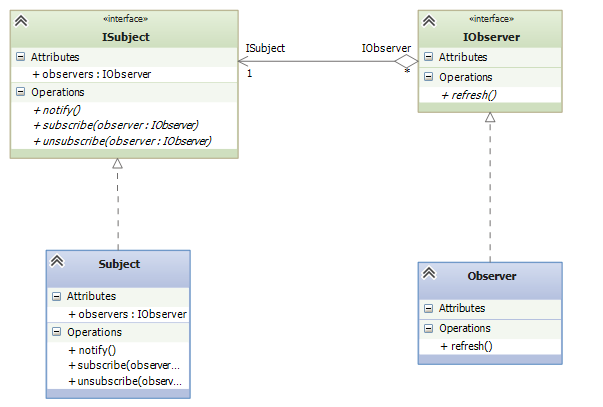 «interface»
ISubject
Attributes
+ observers : IObserver
Operations
+ notify()
+ subscribe(observer : IObserver)
+ unsubscribe(observer : IObserver)
ISubject
1
IObserver
*
«interface»
IObserver
Attributes
Operations
+ refresh()
Subject
Attributes
+ observers : IObserver
Operations
+ notify()
+ subscribe(observer...
+ unsubscribe(observ...
Observer
Attributes
Operations
+ refresh()